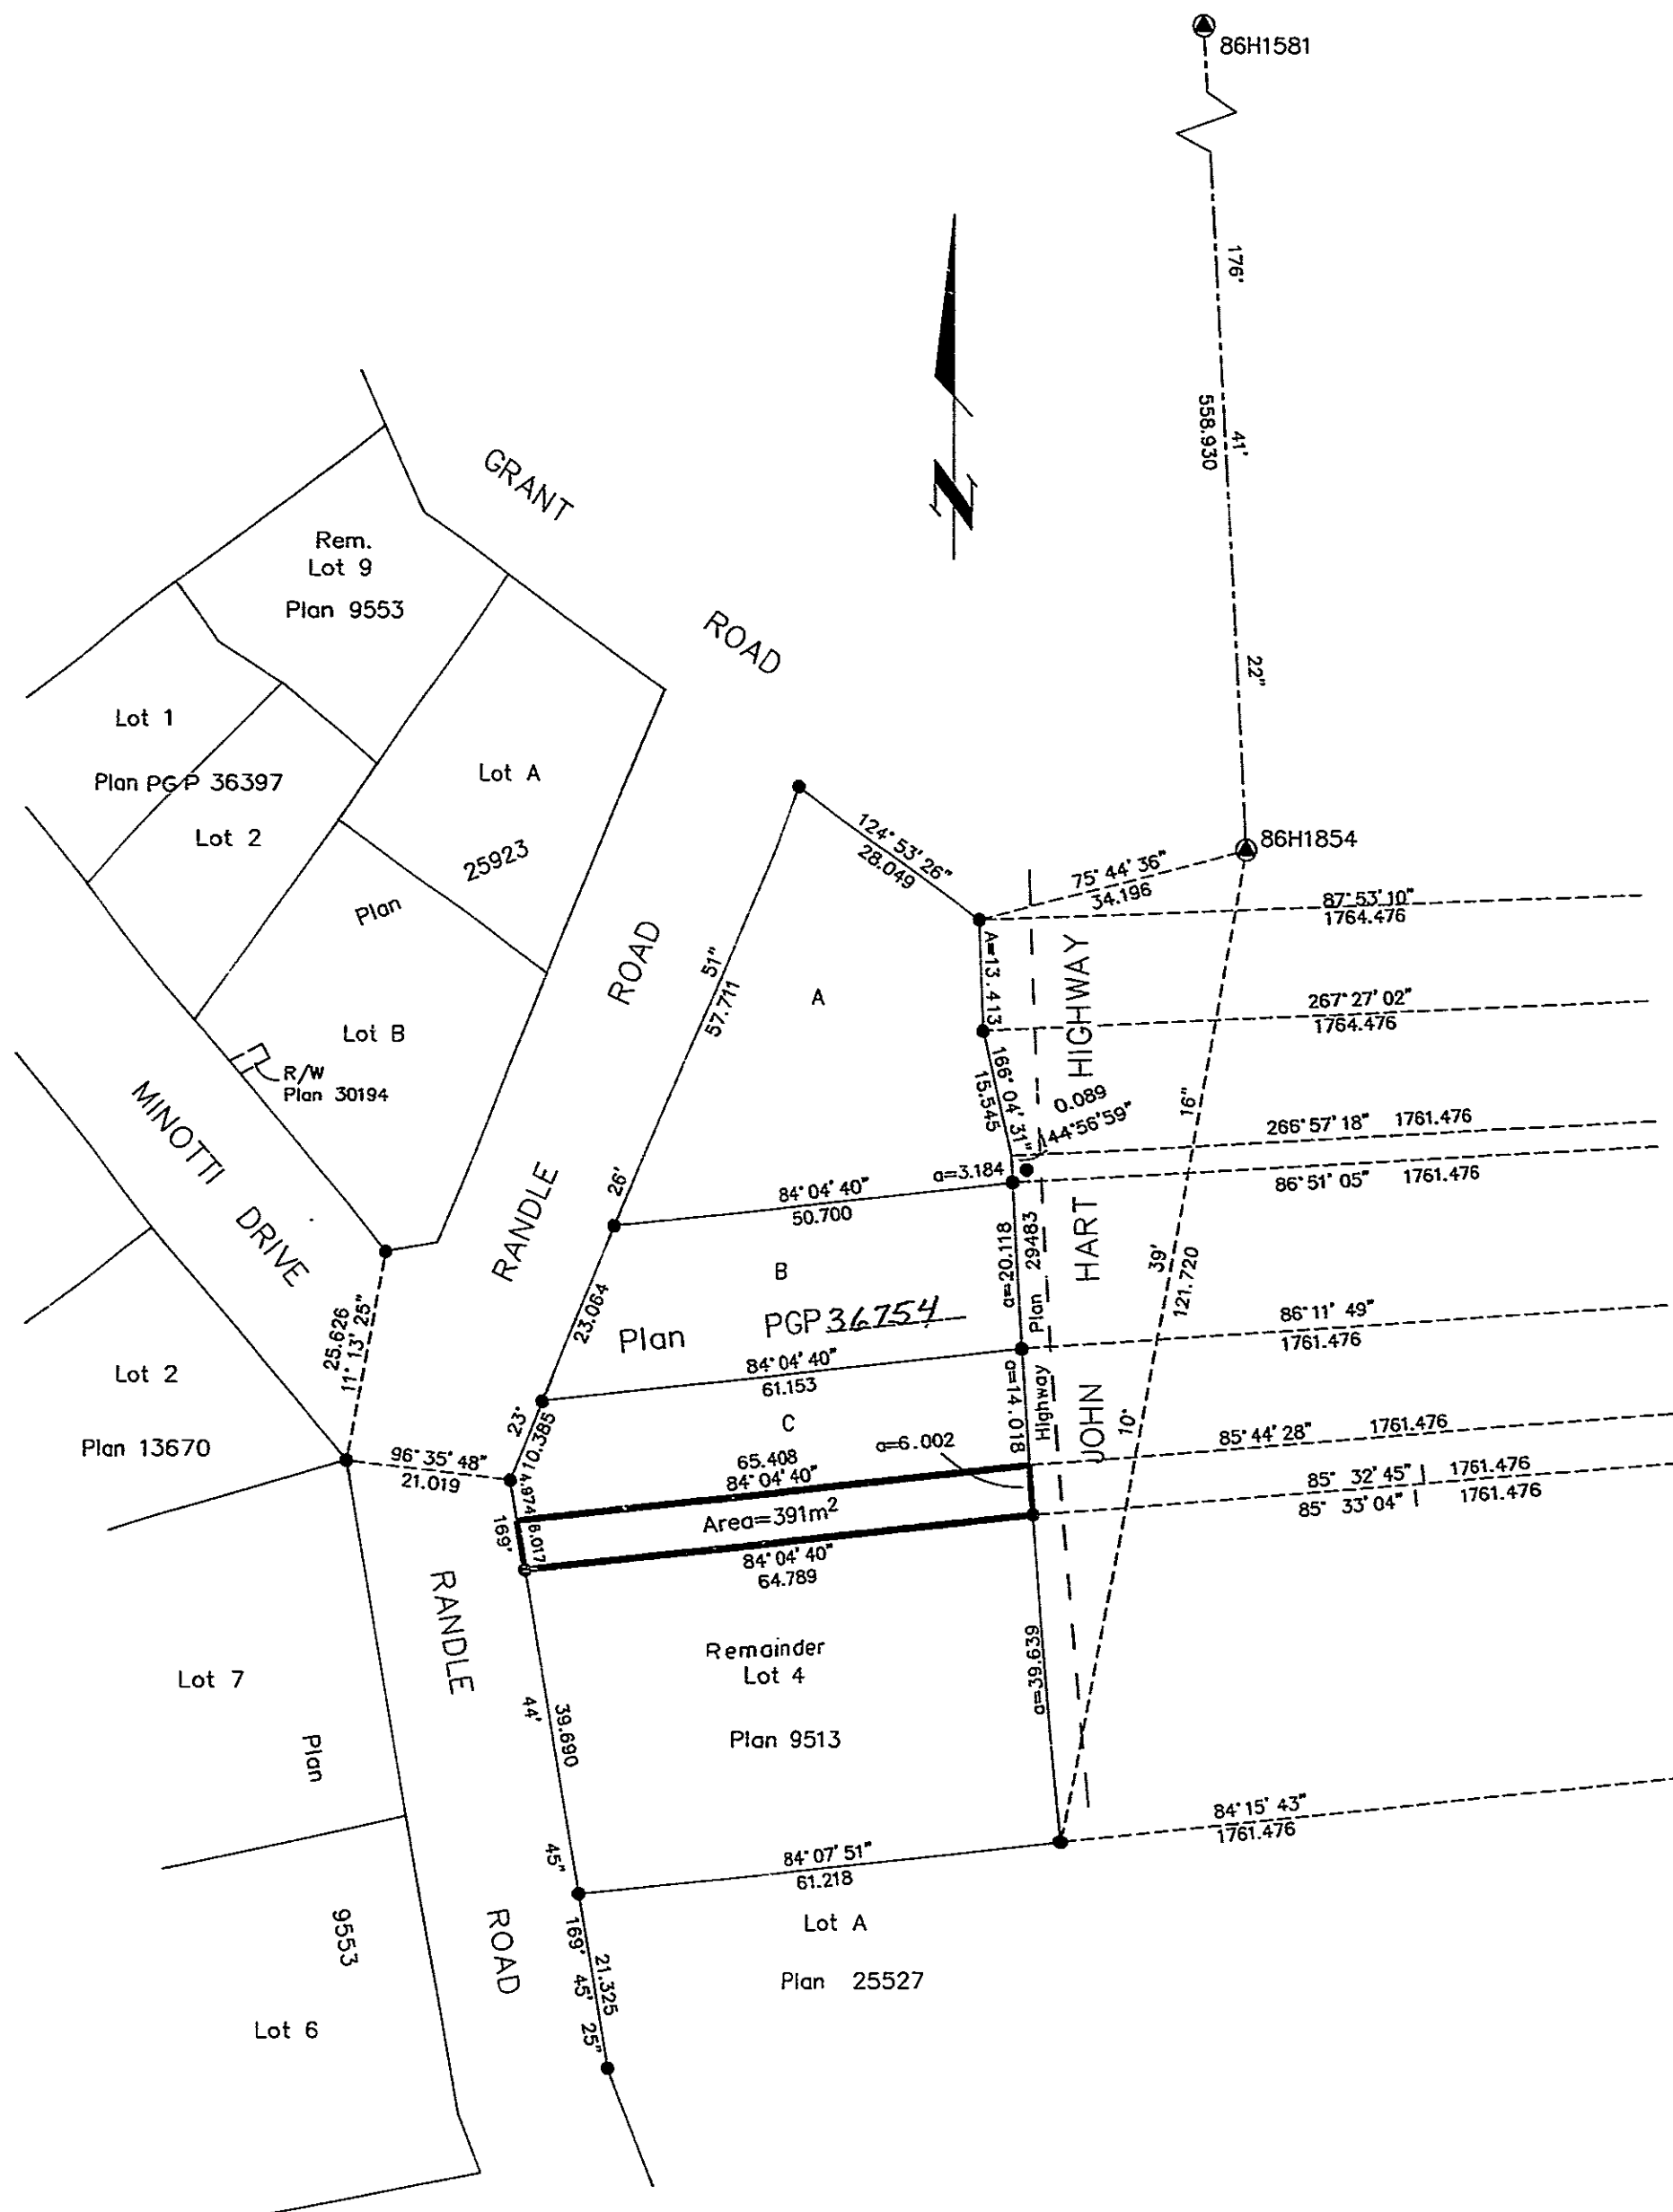 86H1581
176°
41'
558.930
22"
N
GRANT
ROAD
Rem.
Lot 9
Plan 9553
Lot 1
Plan PGP 36397
Lot 2
Lot A
25923
Plan
Lot B
R/W
Plan 30194
MINOTTI
DRIVE
RANDLE
ROAD
51"
57.711
26'
124°53'26"
28.049
A
86H1854
75°44'36"
34.196
87°53'10"
1764.476
A=13.413
HIGHWAY
267°27'02"
1764.476
166°04'31"
15.545
0.089
144°56'59"
16"
266°57'18" 1761.476
a=3.184
86°51'05" 1761.476
84°04'40"
50.700
a=20.118
Plan 29483
HART
39'
121.720
B
23.064
Plan PGP 36754
25.626
11°13'25"
86°11'49"
1761.476
84°04'40"
61.153
a=14.018
Highway
JOHN
10°
Lot 2
Plan 13670
23°
10.385
C
a=6.002
85°44'28" 1761.476
96°35'48"
21.019
65.408
84°04'40"
85°32'45" 1761.476
85°33'04" 1761.476
4.974
6.017
169°
Area=391m²
84°04'40"
64.789
RANDLE
Remainder
Lot 4
Plan 9513
a=39.639
Lot 7
Plan
44'
39.690
84°15'43"
1761.476
45"
84°07'51"
61.218
Lot A
Plan 25527
9553
ROAD
169° 45' 25"
21.325
Lot 6